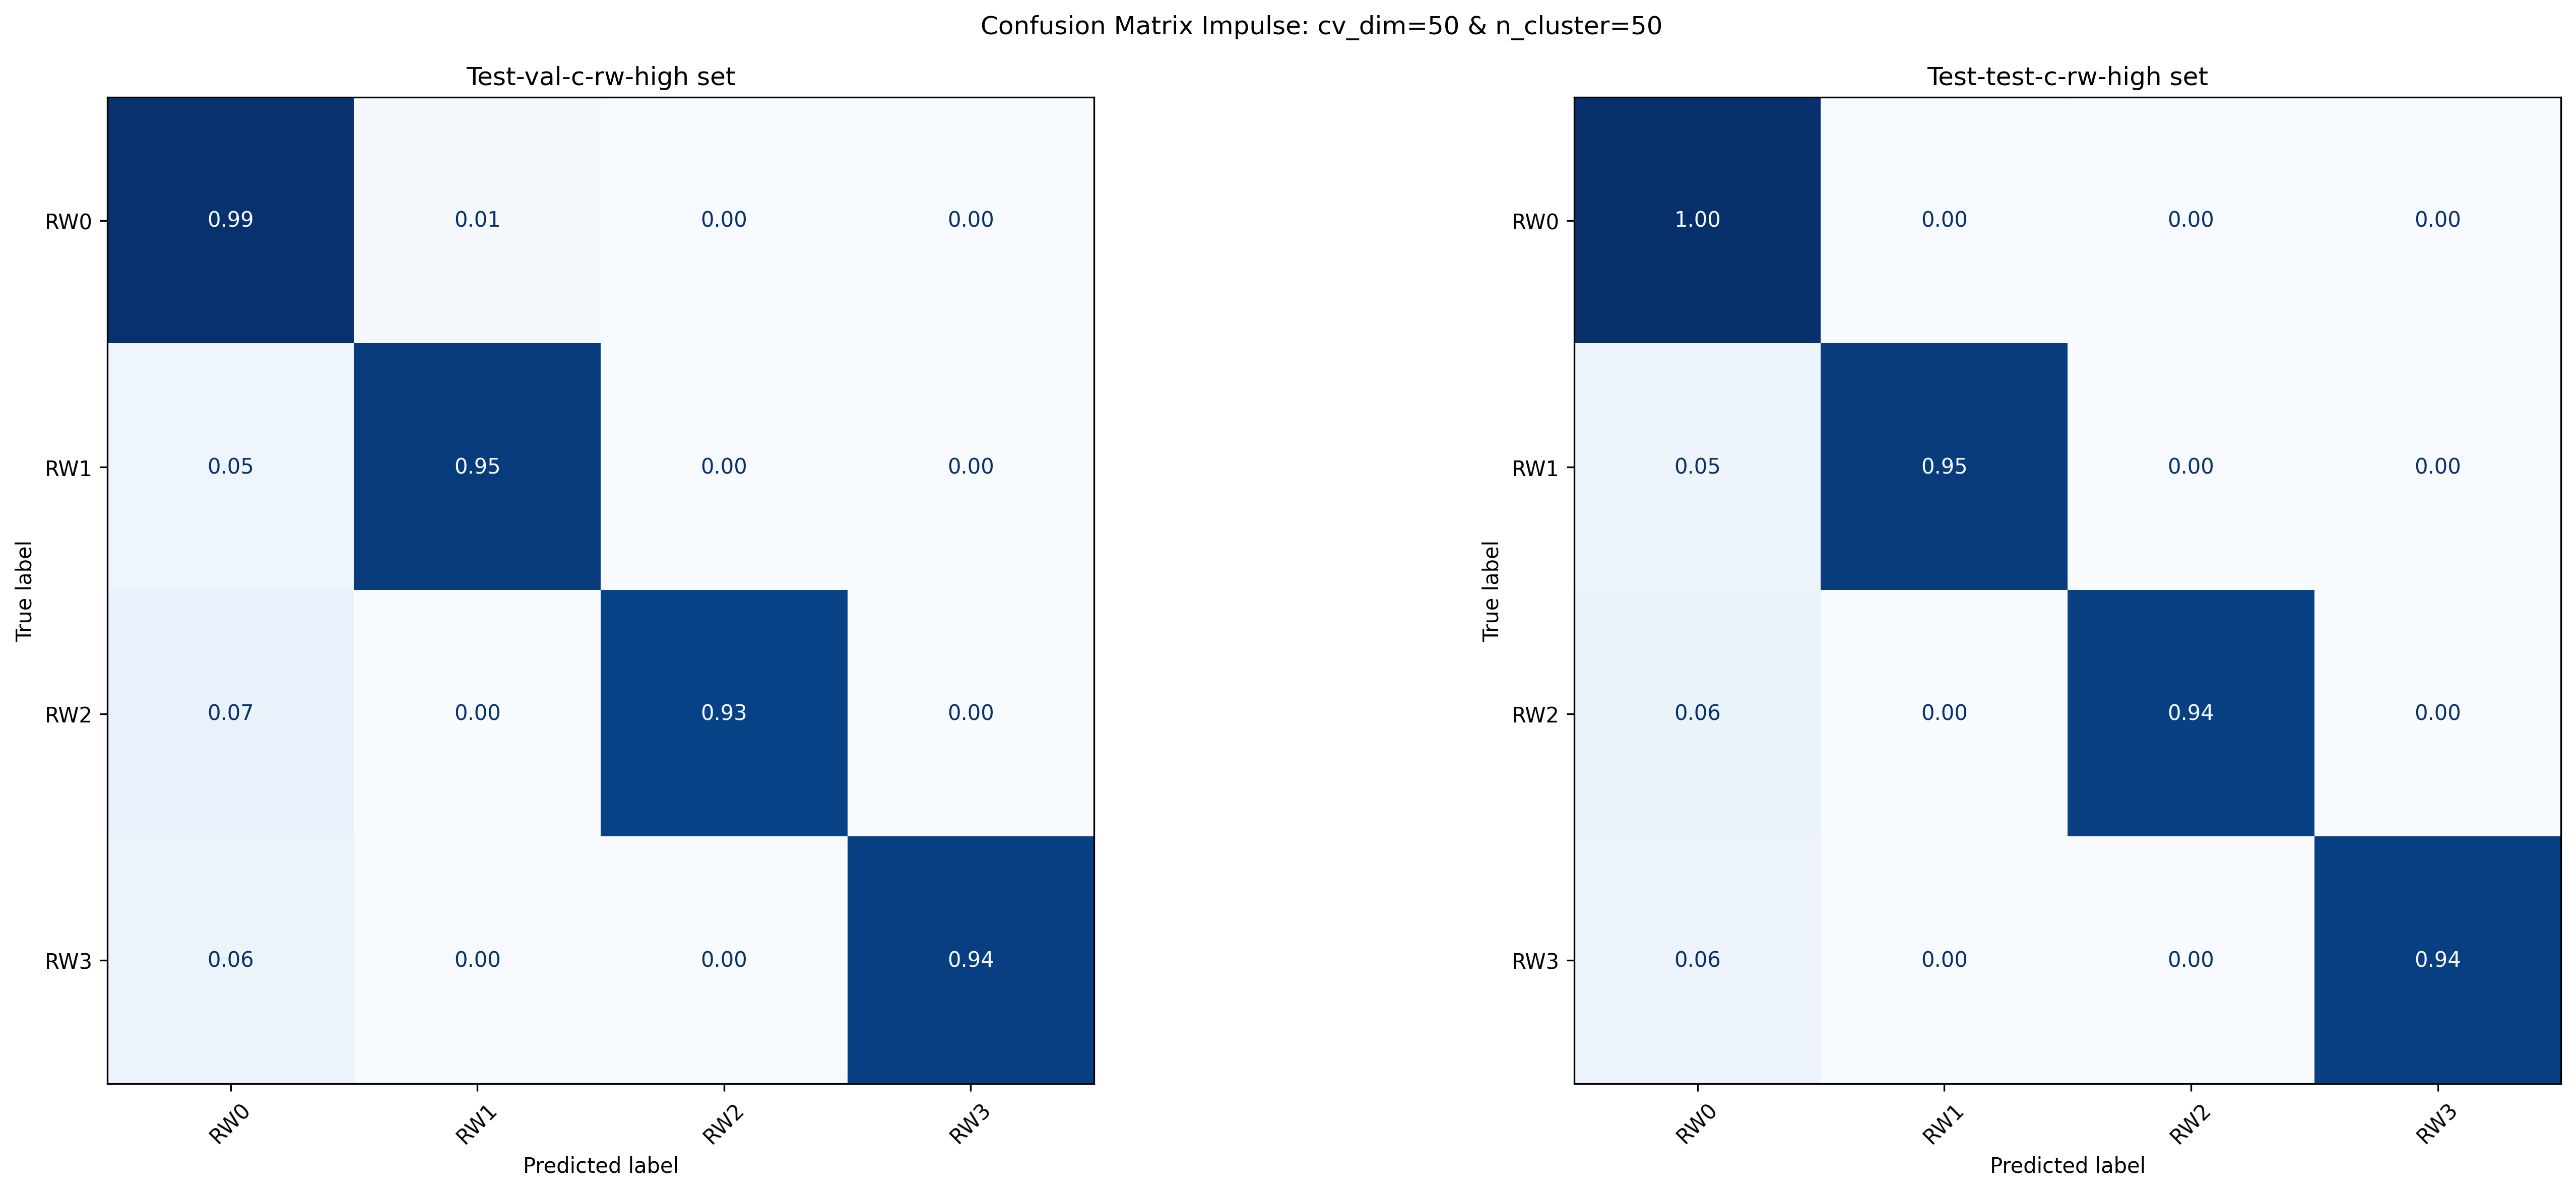 Confusion Matrix Impulse: cv_dim=50 & n_cluster=50
Test-val-c-rw-high set
True label
RW0
0.99 0.01 0.00 0.00
RW1
0.05 0.95 0.00 0.00
RW2
0.07 0.00 0.93 0.00
RW3
0.06 0.00 0.00 0.94
RW0 RW1 RW2 RW3
Predicted label
Test-test-c-rw-high set
True label
RW0
1.00 0.00 0.00 0.00
RW1
0.05 0.95 0.00 0.00
RW2
0.06 0.00 0.94 0.00
RW3
0.06 0.00 0.00 0.94
RW0 RW1 RW2 RW3
Predicted label